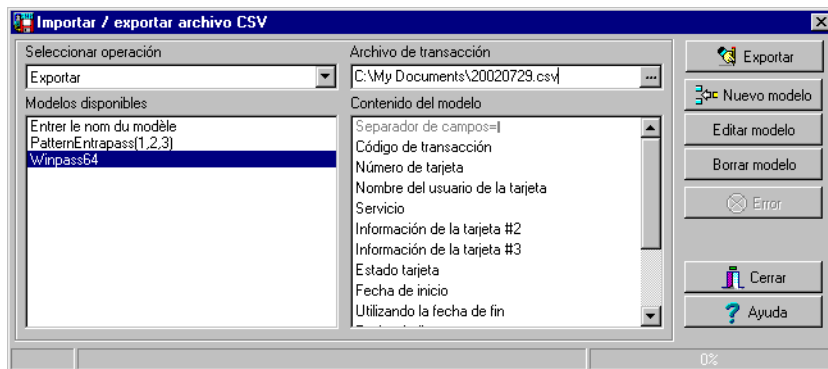 Importar / exportar archivo CSV
Seleccionar operación
Exportar
Modelos disponibles
Entrer le nom du modèle
PatternEntrapass(1,2,3)
Winpass64
Archivo de transacción
C:\My Documents\20020729.csv
...
Contenido del modelo
Separador de campos=|
Código de transacción
Número de tarjeta
Nombre del usuario de la tarjeta
Servicio
Información de la tarjeta #2
Información de la tarjeta #3
Estado tarjeta
Fecha de inicio
Utilizando la fecha de fin
Exportar
Nuevo modelo
Editar modelo
Borrar modelo
Error
Cerrar
Ayuda
0%